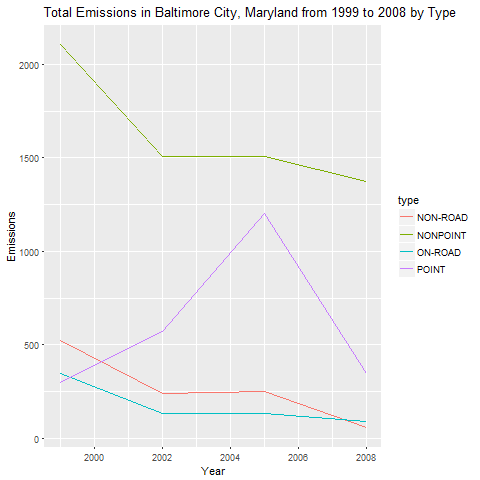 Total Emissions in Baltimore City, Maryland from 1999 to 2008 by Type
2000
1500
1000
500
0
Emissions
2000
2002
2004
2006
2008
Year
type
NON-ROAD
NONPOINT
ON-ROAD
POINT